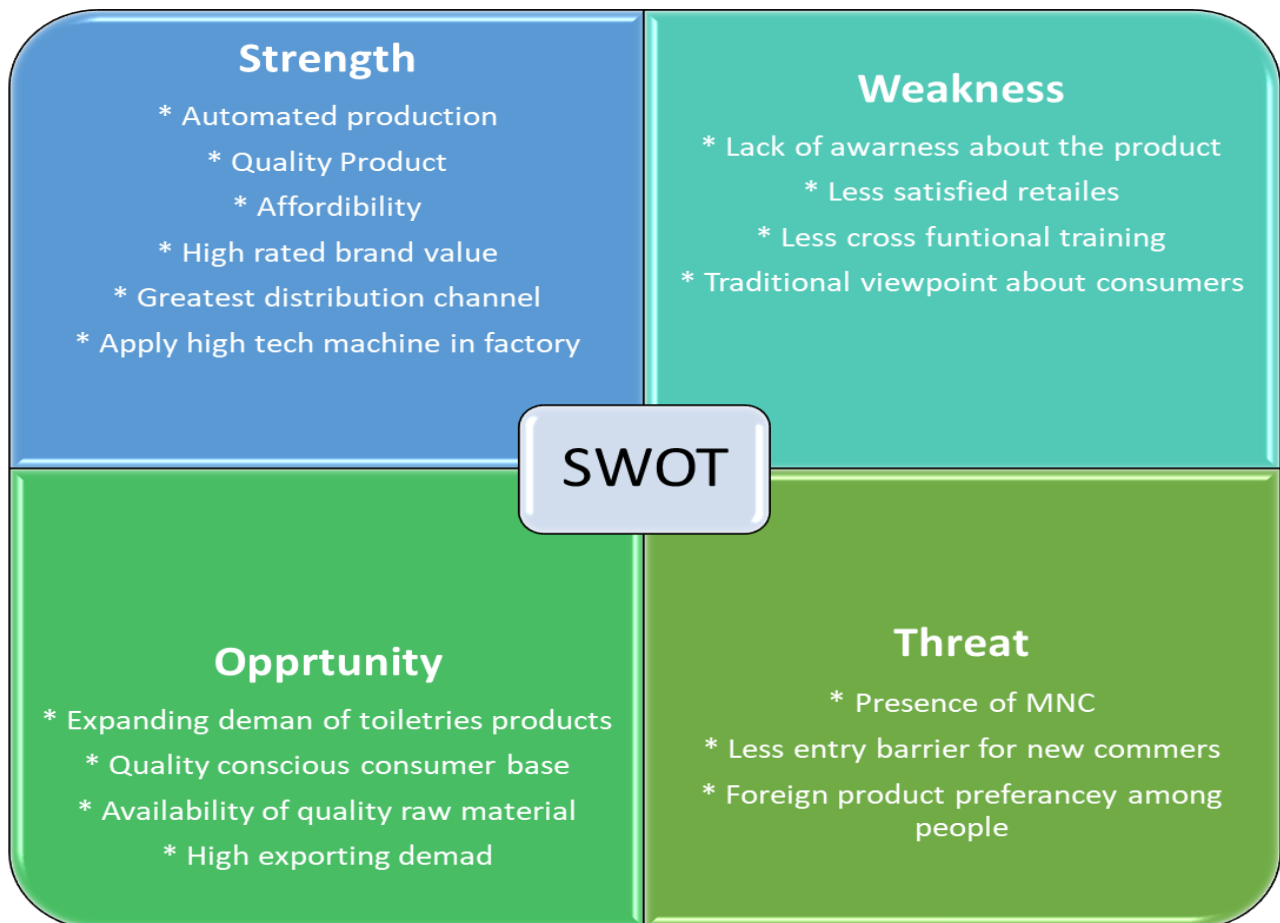 Strength
* Automated production
* Quality Product
* Affordibility
* High rated brand value
* Greatest distribution channel
* Apply high tech machine in factory
Weakness
* Lack of awarness about the product
* Less satisfied retailes
* Less cross funtional training
* Traditional viewpoint about consumers
SWOT
Opprtunity
* Expanding deman of toiletries products
* Quality conscious consumer base
* Availability of quality raw material
* High exporting demad
Threat
* Presence of MNC
* Less entry barrier for new commers
* Foreign product preferancey among
people